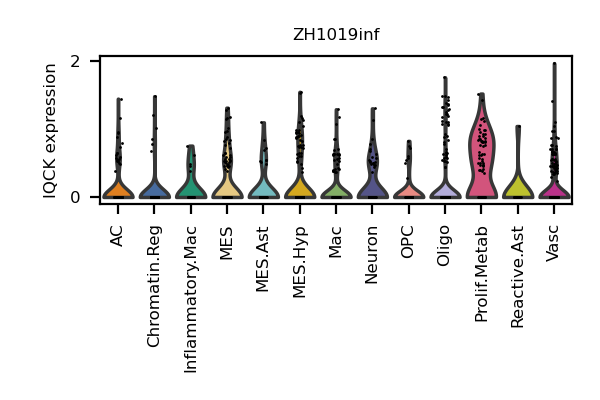 ZH1019inf
IQCK expression
2
0
AC
Chromatin.Reg
Inflammatory.Mac
MES
MES.Ast
MES.Hyp
Mac
Neuron
OPC
Oligo
Prolif.Metab
Reactive.Ast
Vasc